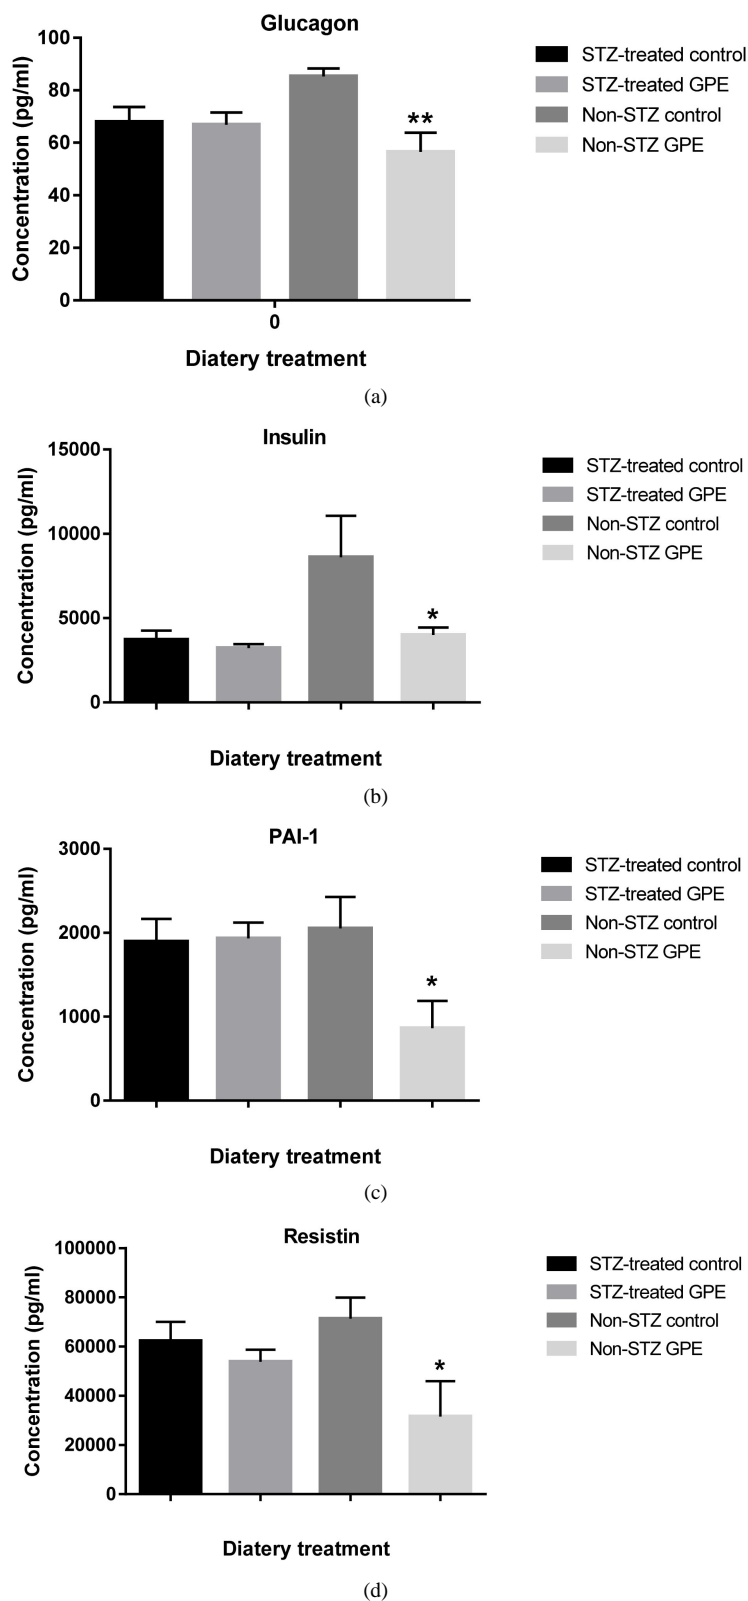 Glucagon
100
80
60
40
20
0
Concentration (pg/ml)
**
0
Diatery treatment
STZ-treated control
STZ-treated GPE
Non-STZ control
Non-STZ GPE
(a)
Insulin
15000
10000
5000
0
Concentration (pg/ml)
*
Diatery treatment
STZ-treated control
STZ-treated GPE
Non-STZ control
Non-STZ GPE
(b)
PAI-1
3000
2000
1000
0
Concentration (pg/ml)
*
Diatery treatment
STZ-treated control
STZ-treated GPE
Non-STZ control
Non-STZ GPE
(c)
Resistin
100000
80000
60000
40000
20000
0
Concentration (pg/ml)
*
Diatery treatment
STZ-treated control
STZ-treated GPE
Non-STZ control
Non-STZ GPE
(d)